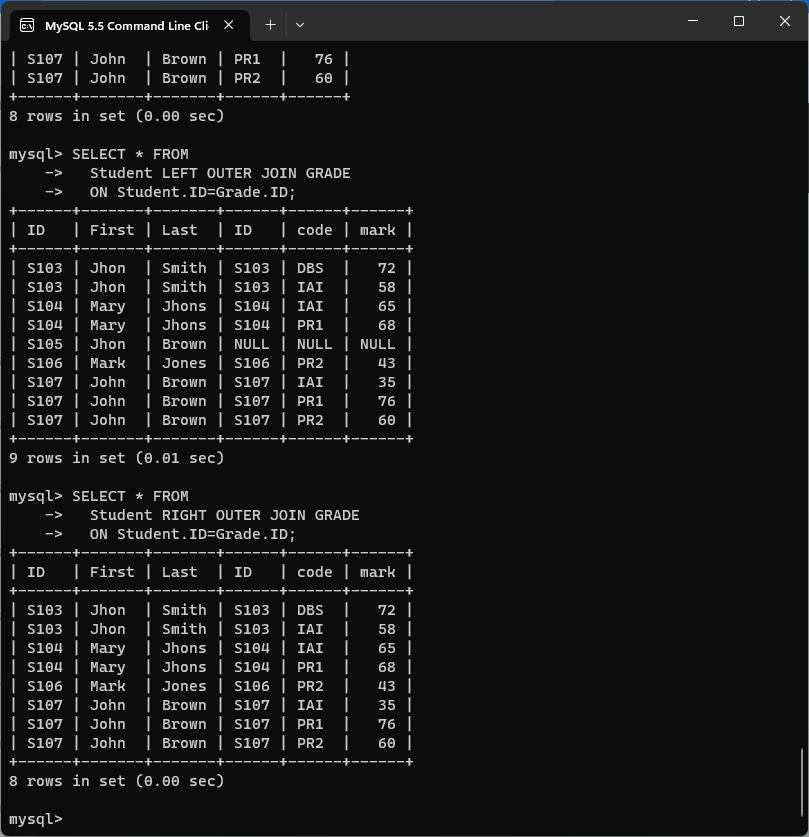 MySQL 5.5 Command Line Cli
| S107 | John  | Brown | PR1  |   76 |
| S107 | John  | Brown | PR2  |   60 |
+------+-------+-------+------+------+
8 rows in set (0.00 sec)
mysql> SELECT * FROM
    ->   Student LEFT OUTER JOIN GRADE
    ->   ON Student.ID=Grade.ID;
+------+-------+-------+------+------+------+
| ID   | First | Last  | ID   | code | mark |
+------+-------+-------+------+------+------+
| S103 | Jhon  | Smith | S103 | DBS  |   72 |
| S103 | Jhon  | Smith | S103 | IAI  |   58 |
| S104 | Mary  | Jhons | S104 | IAI  |   65 |
| S104 | Mary  | Jhons | S104 | PR1  |   68 |
| S105 | Jhon  | Brown | NULL | NULL | NULL |
| S106 | Mark  | Jones | S106 | PR2  |   43 |
| S107 | John  | Brown | S107 | IAI  |   35 |
| S107 | John  | Brown | S107 | PR1  |   76 |
| S107 | John  | Brown | S107 | PR2  |   60 |
+------+-------+-------+------+------+------+
9 rows in set (0.01 sec)
mysql> SELECT * FROM
    ->   Student RIGHT OUTER JOIN GRADE
    ->   ON Student.ID=Grade.ID;
+------+-------+-------+------+------+------+
| ID   | First | Last  | ID   | code | mark |
+------+-------+-------+------+------+------+
| S103 | Jhon  | Smith | S103 | DBS  |   72 |
| S103 | Jhon  | Smith | S103 | IAI  |   58 |
| S104 | Mary  | Jhons | S104 | IAI  |   65 |
| S104 | Mary  | Jhons | S104 | PR1  |   68 |
| S106 | Mark  | Jones | S106 | PR2  |   43 |
| S107 | John  | Brown | S107 | IAI  |   35 |
| S107 | John  | Brown | S107 | PR1  |   76 |
| S107 | John  | Brown | S107 | PR2  |   60 |
+------+-------+-------+------+------+------+
8 rows in set (0.00 sec)
mysql>